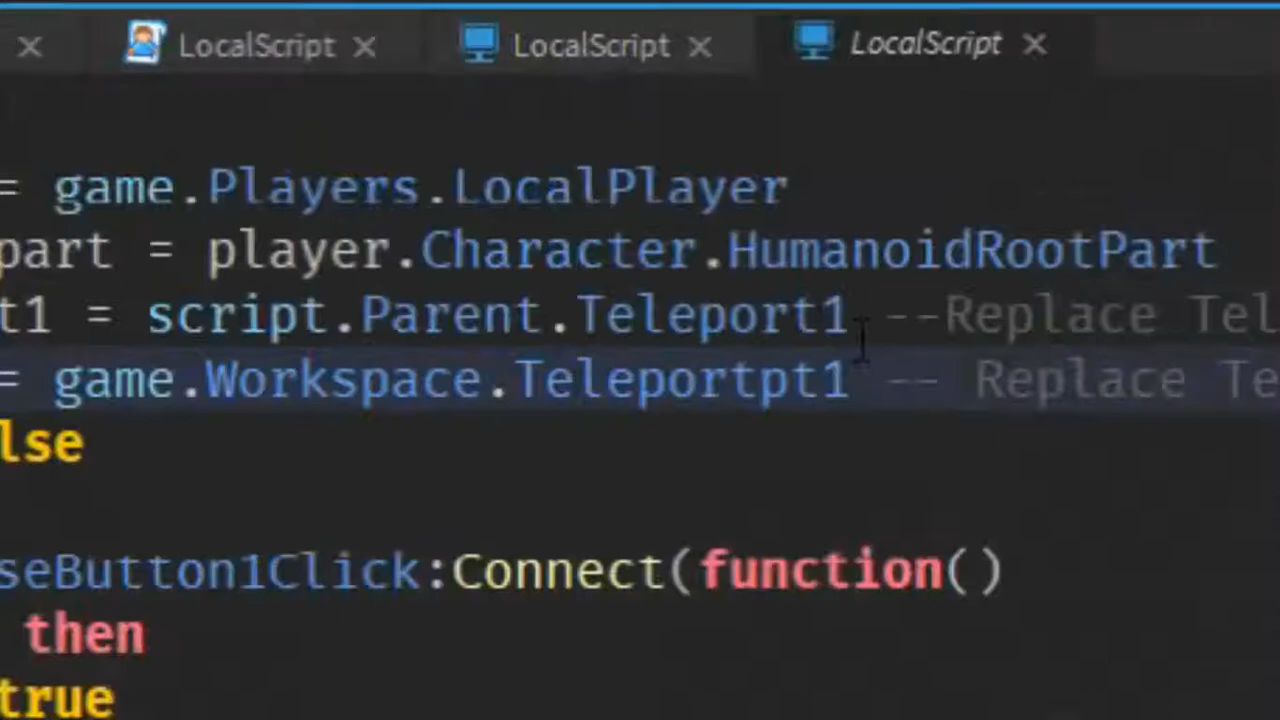 LocalScript LocalScript LocalScript
= game.Players.LocalPlayer
part = player.Character.HumanoidRootPart
t1 = script.Parent.Teleport1 --Replace Tel
= game.Workspace.Teleportpt1 -- Replace Te
lse
seButton1Click:Connect(function()
then
true